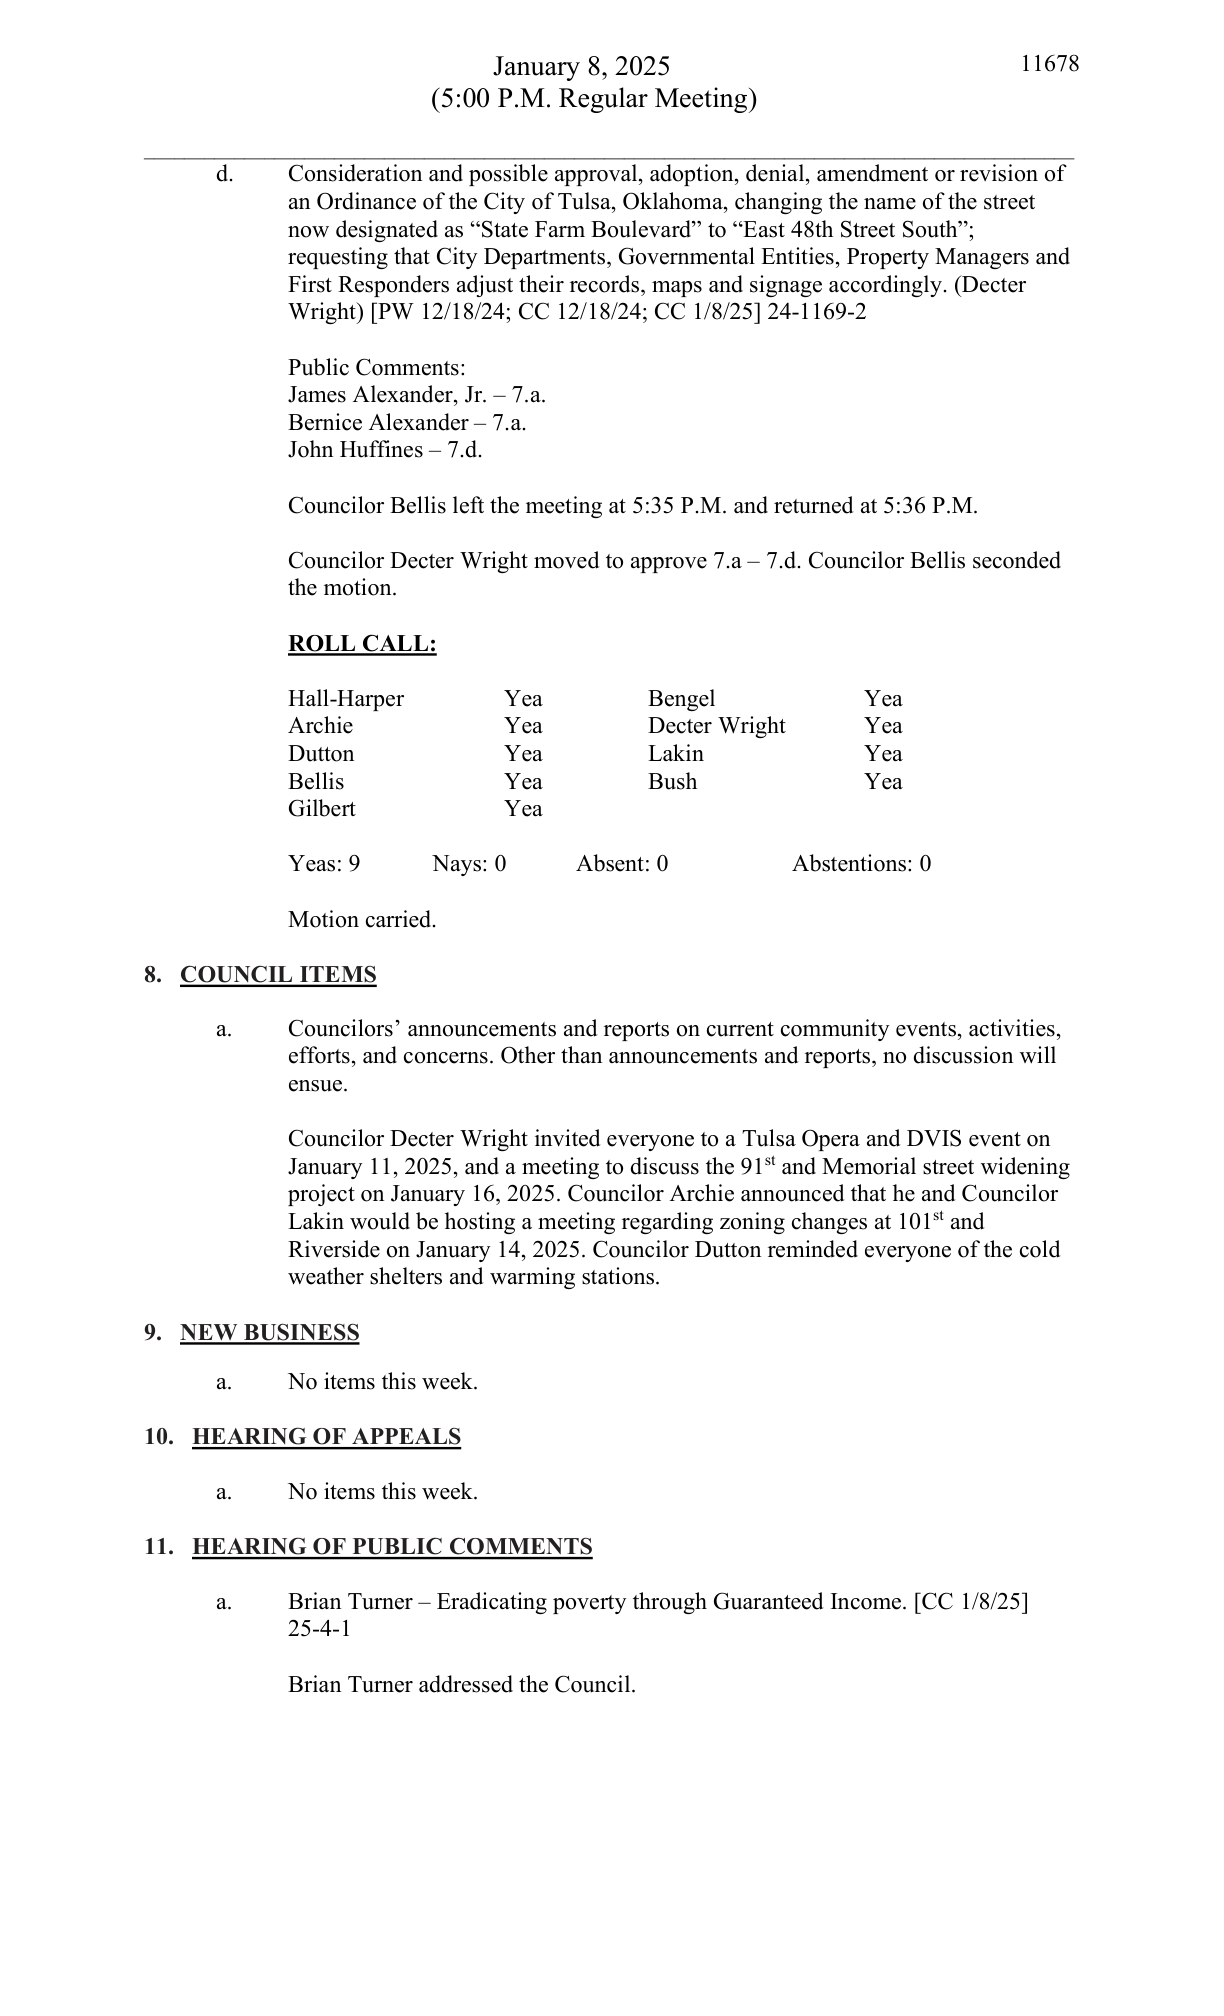 January 8, 2025
11678
(5:00 P.M. Regular Meeting)
d. Consideration and possible approval, adoption, denial, amendment or revision of
an Ordinance of the City of Tulsa, Oklahoma, changing the name of the street
now designated as “State Farm Boulevard” to “East 48th Street South”;
requesting that City Departments, Governmental Entities, Property Managers and
First Responders adjust their records, maps and signage accordingly. (Decter
Wright) [PW 12/18/24; CC 12/18/24; CC 1/8/25] 24-1169-2
Public Comments:
James Alexander, Jr. – 7.a.
Bernice Alexander – 7.a.
John Huffines – 7.d.
Councilor Bellis left the meeting at 5:35 P.M. and returned at 5:36 P.M.
Councilor Decter Wright moved to approve 7.a – 7.d. Councilor Bellis seconded
the motion.
ROLL CALL:
Hall-Harper Yea Bengel Yea
Archie Yea Decter Wright Yea
Dutton Yea Lakin Yea
Bellis Yea Bush Yea
Gilbert Yea
Yeas: 9 Nays: 0 Absent: 0 Abstentions: 0
Motion carried.
8. COUNCIL ITEMS
a. Councilors’ announcements and reports on current community events, activities,
efforts, and concerns. Other than announcements and reports, no discussion will
ensue.
Councilor Decter Wright invited everyone to a Tulsa Opera and DVIS event on
January 11, 2025, and a meeting to discuss the 91st and Memorial street widening
project on January 16, 2025. Councilor Archie announced that he and Councilor
Lakin would be hosting a meeting regarding zoning changes at 101st and
Riverside on January 14, 2025. Councilor Dutton reminded everyone of the cold
weather shelters and warming stations.
9. NEW BUSINESS
a. No items this week.
10. HEARING OF APPEALS
a. No items this week.
11. HEARING OF PUBLIC COMMENTS
a. Brian Turner – Eradicating poverty through Guaranteed Income. [CC 1/8/25]
25-4-1
Brian Turner addressed the Council.